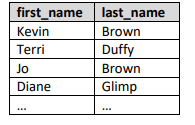 first_name last_name
Kevin Brown
Terri Duffy
Jo Brown
Diane Glimp
... ...